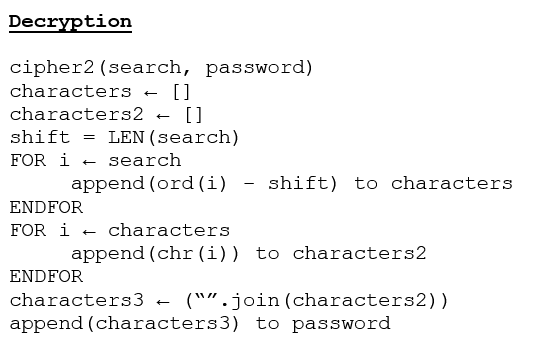 Decryption
cipher2(search, password)
characters ← []
characters2 ← []
shift = LEN(search)
FOR i ← search
append(ord(i) – shift) to characters
ENDFOR
FOR i ← characters
append(chr(i)) to characters2
ENDFOR
characters3 ← (“”.join(characters2))
append(characters3) to password